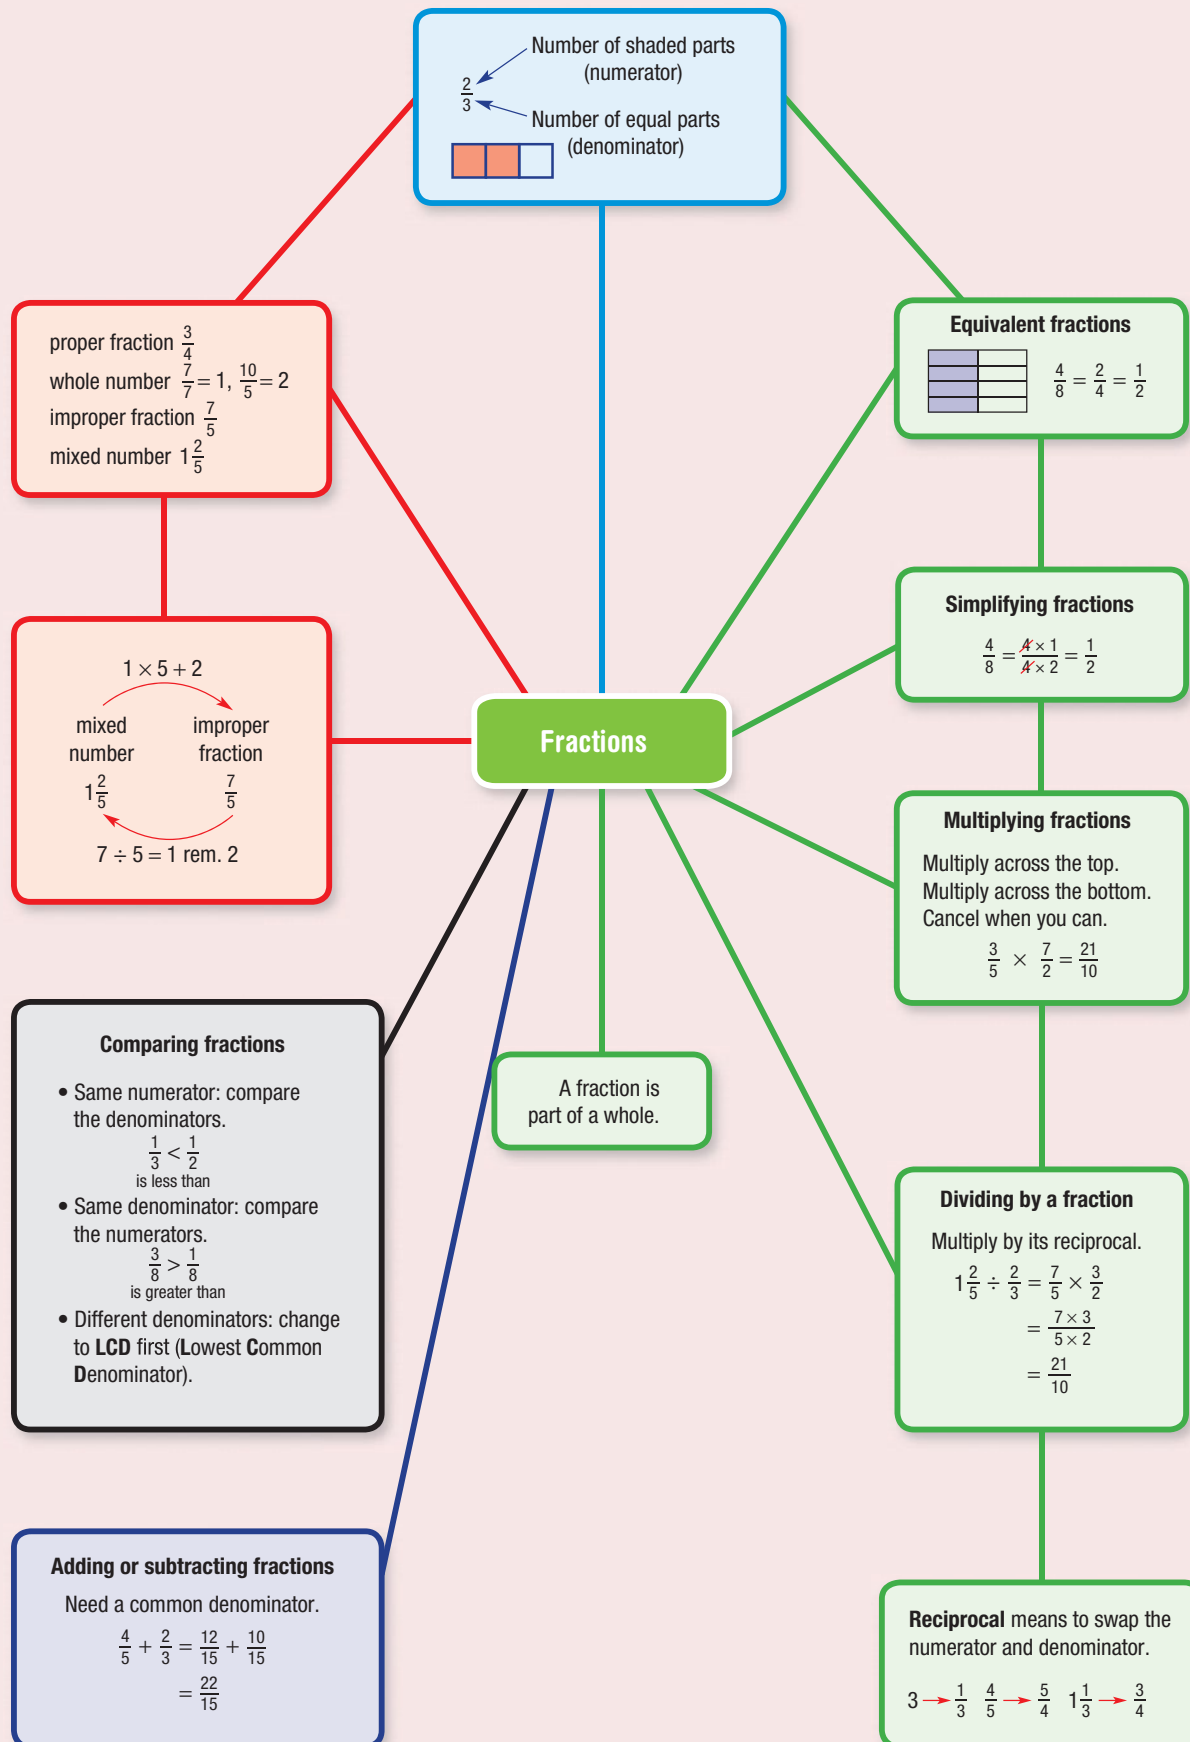 Number of shaded parts
(numerator)
2/3
Number of equal parts
(denominator)
proper fraction 3/4
whole number 7/7 = 1, 10/5 = 2
improper fraction 7/5
mixed number 1 2/5
Equivalent fractions
4/8 = 2/4 = 1/2
Simplifying fractions
4/8 = 4 × 1/4 × 2 = 1/2
1 × 5 + 2
mixed number
improper fraction
1 2/5
7/5
7 ÷ 5 = 1 rem. 2
Fractions
Multiplying fractions
Multiply across the top.
Multiply across the bottom.
Cancel when you can.
3/5 × 7/2 = 21/10
Comparing fractions
• Same numerator: compare
the denominators.
1/3 < 1/2
is less than
• Same denominator: compare
the numerators.
3/8 > 1/8
is greater than
• Different denominators: change
to LCD first (Lowest Common
Denominator).
A fraction is
part of a whole.
Dividing by a fraction
Multiply by its reciprocal.
1 2/5 ÷ 2/3 = 7/5 × 3/2
= 7 × 3/5 × 2
= 21/10
Adding or subtracting fractions
Need a common denominator.
4/5 + 2/3 = 12/15 + 10/15
= 22/15
Reciprocal means to swap the
numerator and denominator.
3 → 1/3 4/5 → 5/4 1 1/3 → 3/4